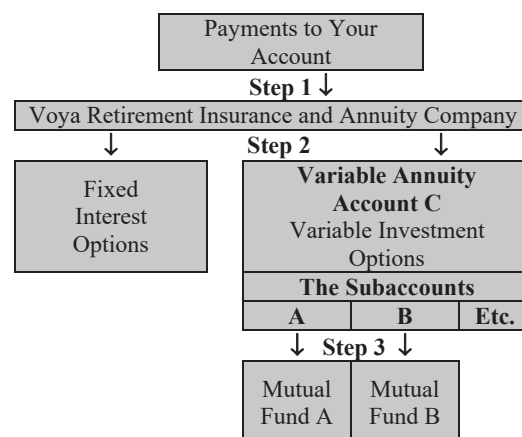 Payments to Your
Account
Step 1 ↓
Voya Retirement Insurance and Annuity Company
↓ Step 2 ↓
Fixed
Interest
Options
Variable Annuity
Account C
Variable Investment
Options
The Subaccounts
A B Etc.
↓ Step 3 ↓
Mutual
Fund A
Mutual
Fund B